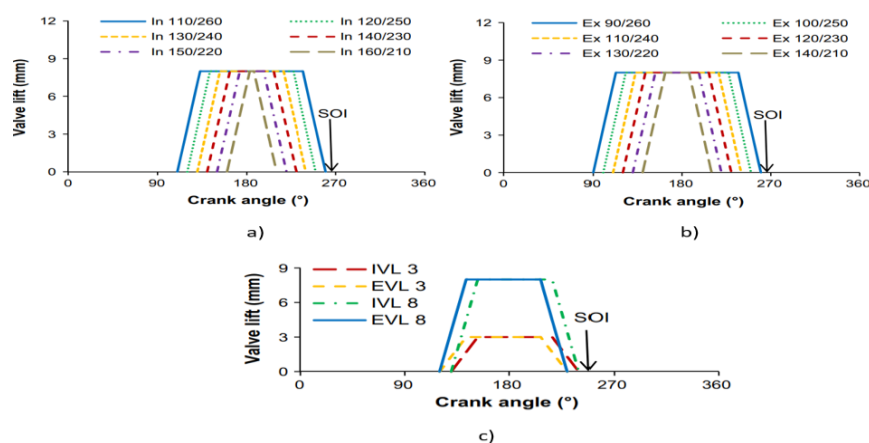 In 110/260 In 120/250
In 130/240 In 140/230
In 150/220 In 160/210
Valve lift (mm)
12
9
6
3
0
SOI
0 90 180 270 360
Crank angle (°)
a)
Ex 90/260 Ex 100/250
Ex 110/240 Ex 120/230
Ex 130/220 Ex 140/210
Valve lift (mm)
12
9
6
3
0
SOI
0 90 180 270 360
Crank angle (°)
b)
IVL 3
EVL 3
IVL 8
EVL 8
Valve lift (mm)
9
6
3
0
SOI
0 90 180 270 360
Crank angle (°)
c)